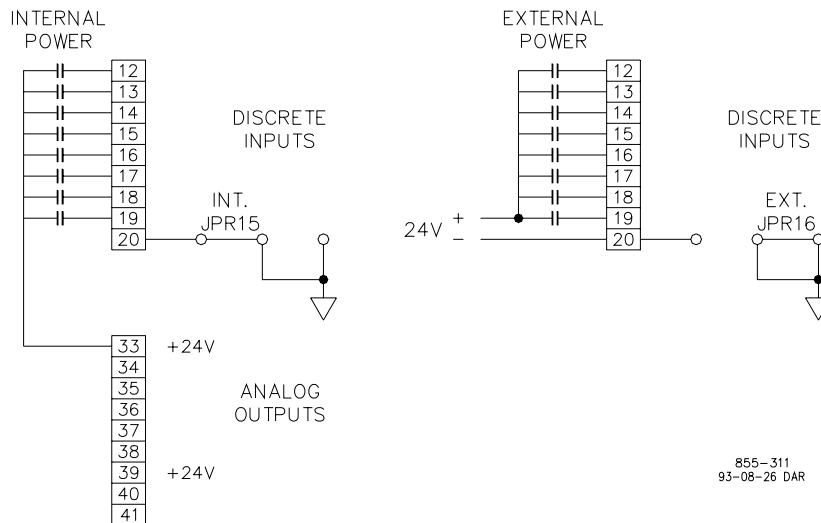 INTERNAL
POWER
12
13
14
15
16
17
18
19
20
DISCRETE
INPUTS
INT.
JPR15
33 +24V
34
35
36
37
38
39 +24V
40
41
ANALOG
OUTPUTS
EXTERNAL
POWER
12
13
14
15
16
17
18
19
20
24V + -
DISCRETE
INPUTS
EXT.
JPR16
855-311
93-08-26 DAR